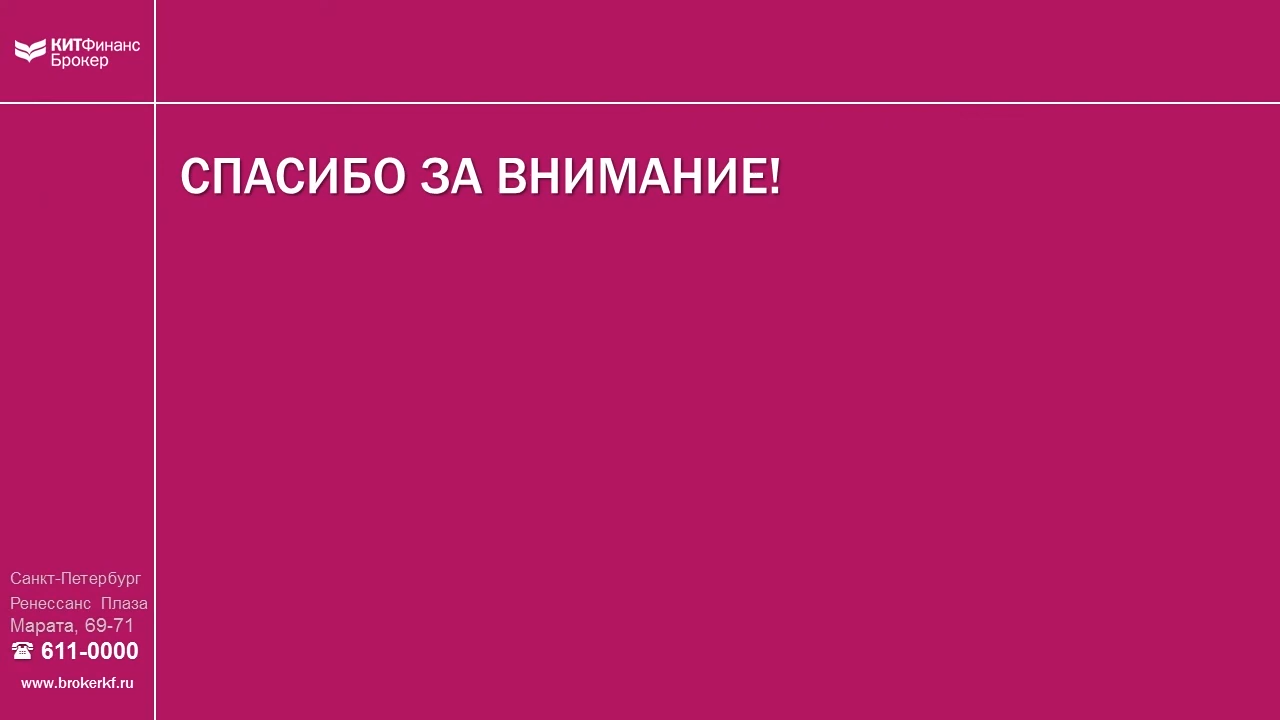 КИТФинанс
Брокер
СПАСИБО ЗА ВНИМАНИЕ!
Санкт-Петербург
Ренессанс Плаза
Марата, 69-71
☎ 611-0000
www.brokerkf.ru